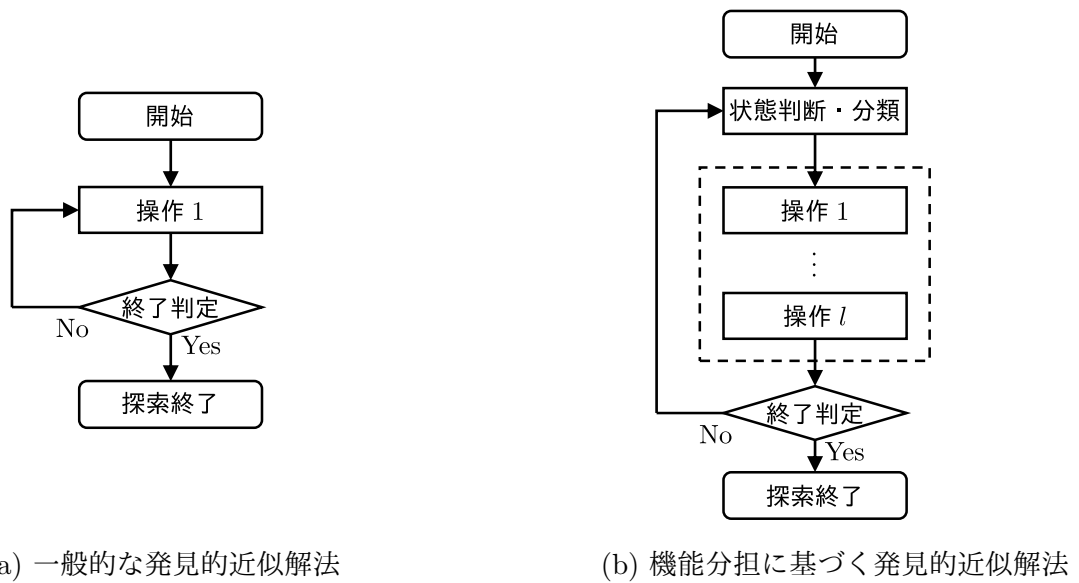 開始
操作 1
終了判定
No
Yes
探索終了
a) 一般的な発見的近似解法
開始
状態判断・分類
操作 1
⋮
操作 l
終了判定
No
Yes
探索終了
(b) 機能分担に基づく発見的近似解法